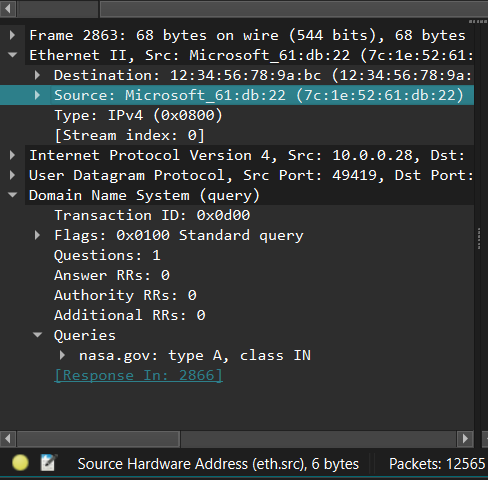 Frame 2863: 68 bytes on wire (544 bits), 68 bytes
Ethernet II, Src: Microsoft_61:db:22 (7c:1e:52:61:
Destination: 12:34:56:78:9a:bc (12:34:56:78:9a:
Source: Microsoft_61:db:22 (7c:1e:52:61:db:22)
Type: IPv4 (0x0800)
[Stream index: 0]
Internet Protocol Version 4, Src: 10.0.0.28, Dst:
User Datagram Protocol, Src Port: 49419, Dst Port:
Domain Name System (query)
Transaction ID: 0x0d00
Flags: 0x0100 Standard query
Questions: 1
Answer RRs: 0
Authority RRs: 0
Additional RRs: 0
Queries
nasa.gov: type A, class IN
[Response In: 2866]
Source Hardware Address (eth.src), 6 bytes Packets: 12565